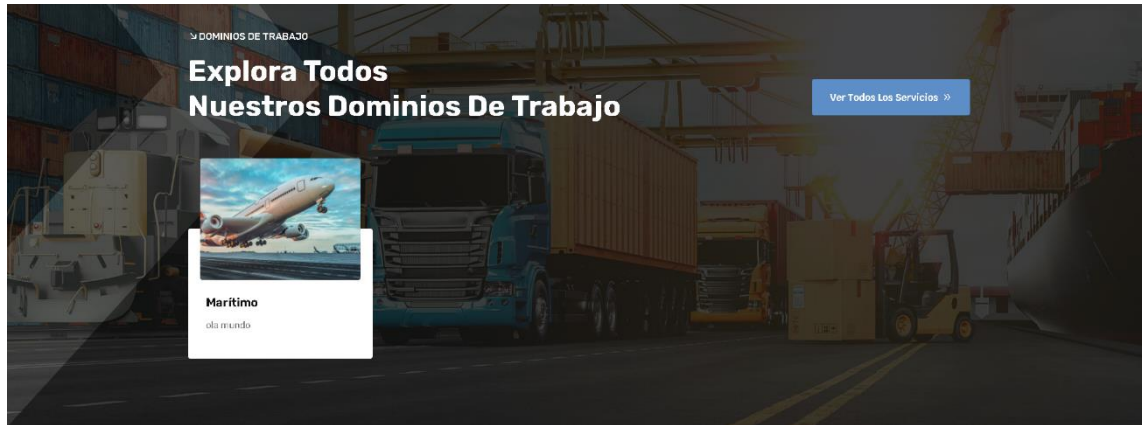 DOMINIOS DE TRABAJO
Explora Todos
Nuestros Dominios De Trabajo
Ver Todos Los Servicios »
Marítimo
ola mundo